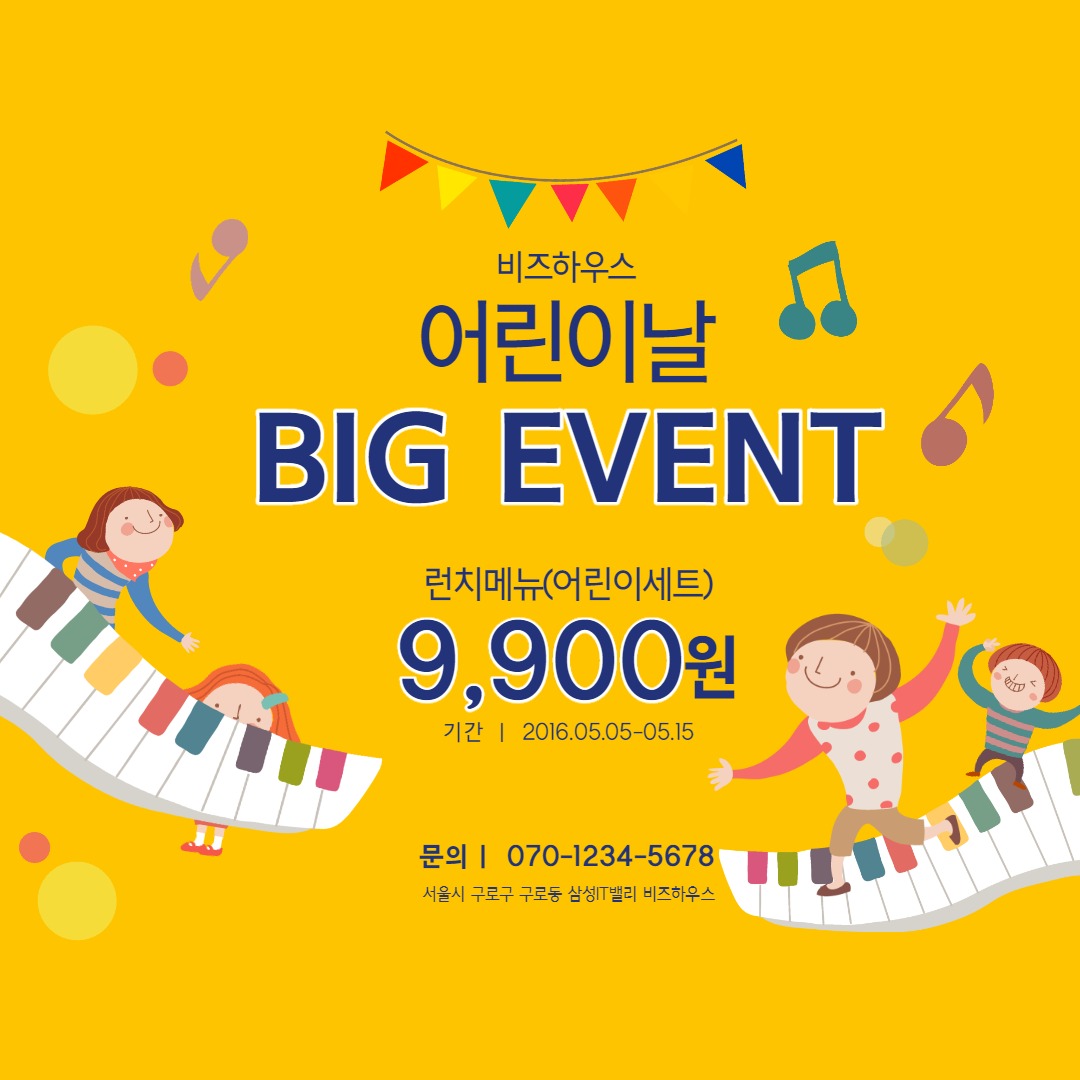 비즈하우스
어린이날
BIG EVENT
런치메뉴(어린이세트)
9,900원
기간 | 2016.05.05-05.15
문의 | 070-1234-5678
서울시 구로구 구로동 삼성IT밸리 비즈하우스